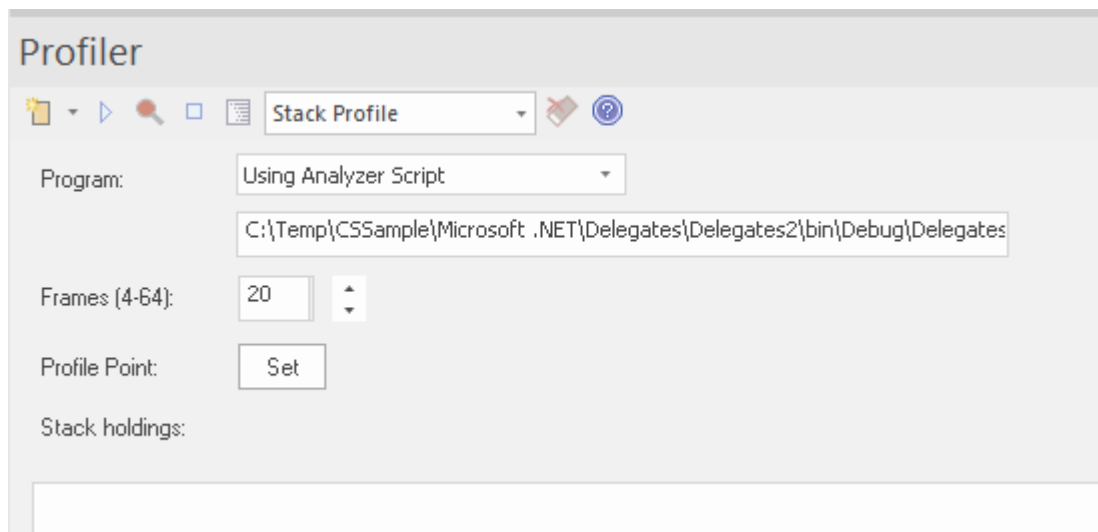 Profiler
Stack Profile
Program: Using Analyzer Script
C:\Temp\CSSample\Microsoft .NET\Delegates\Delegates2\bin\Debug\Delegates
Frames (4-64): 20
Profile Point: Set
Stack holdings: